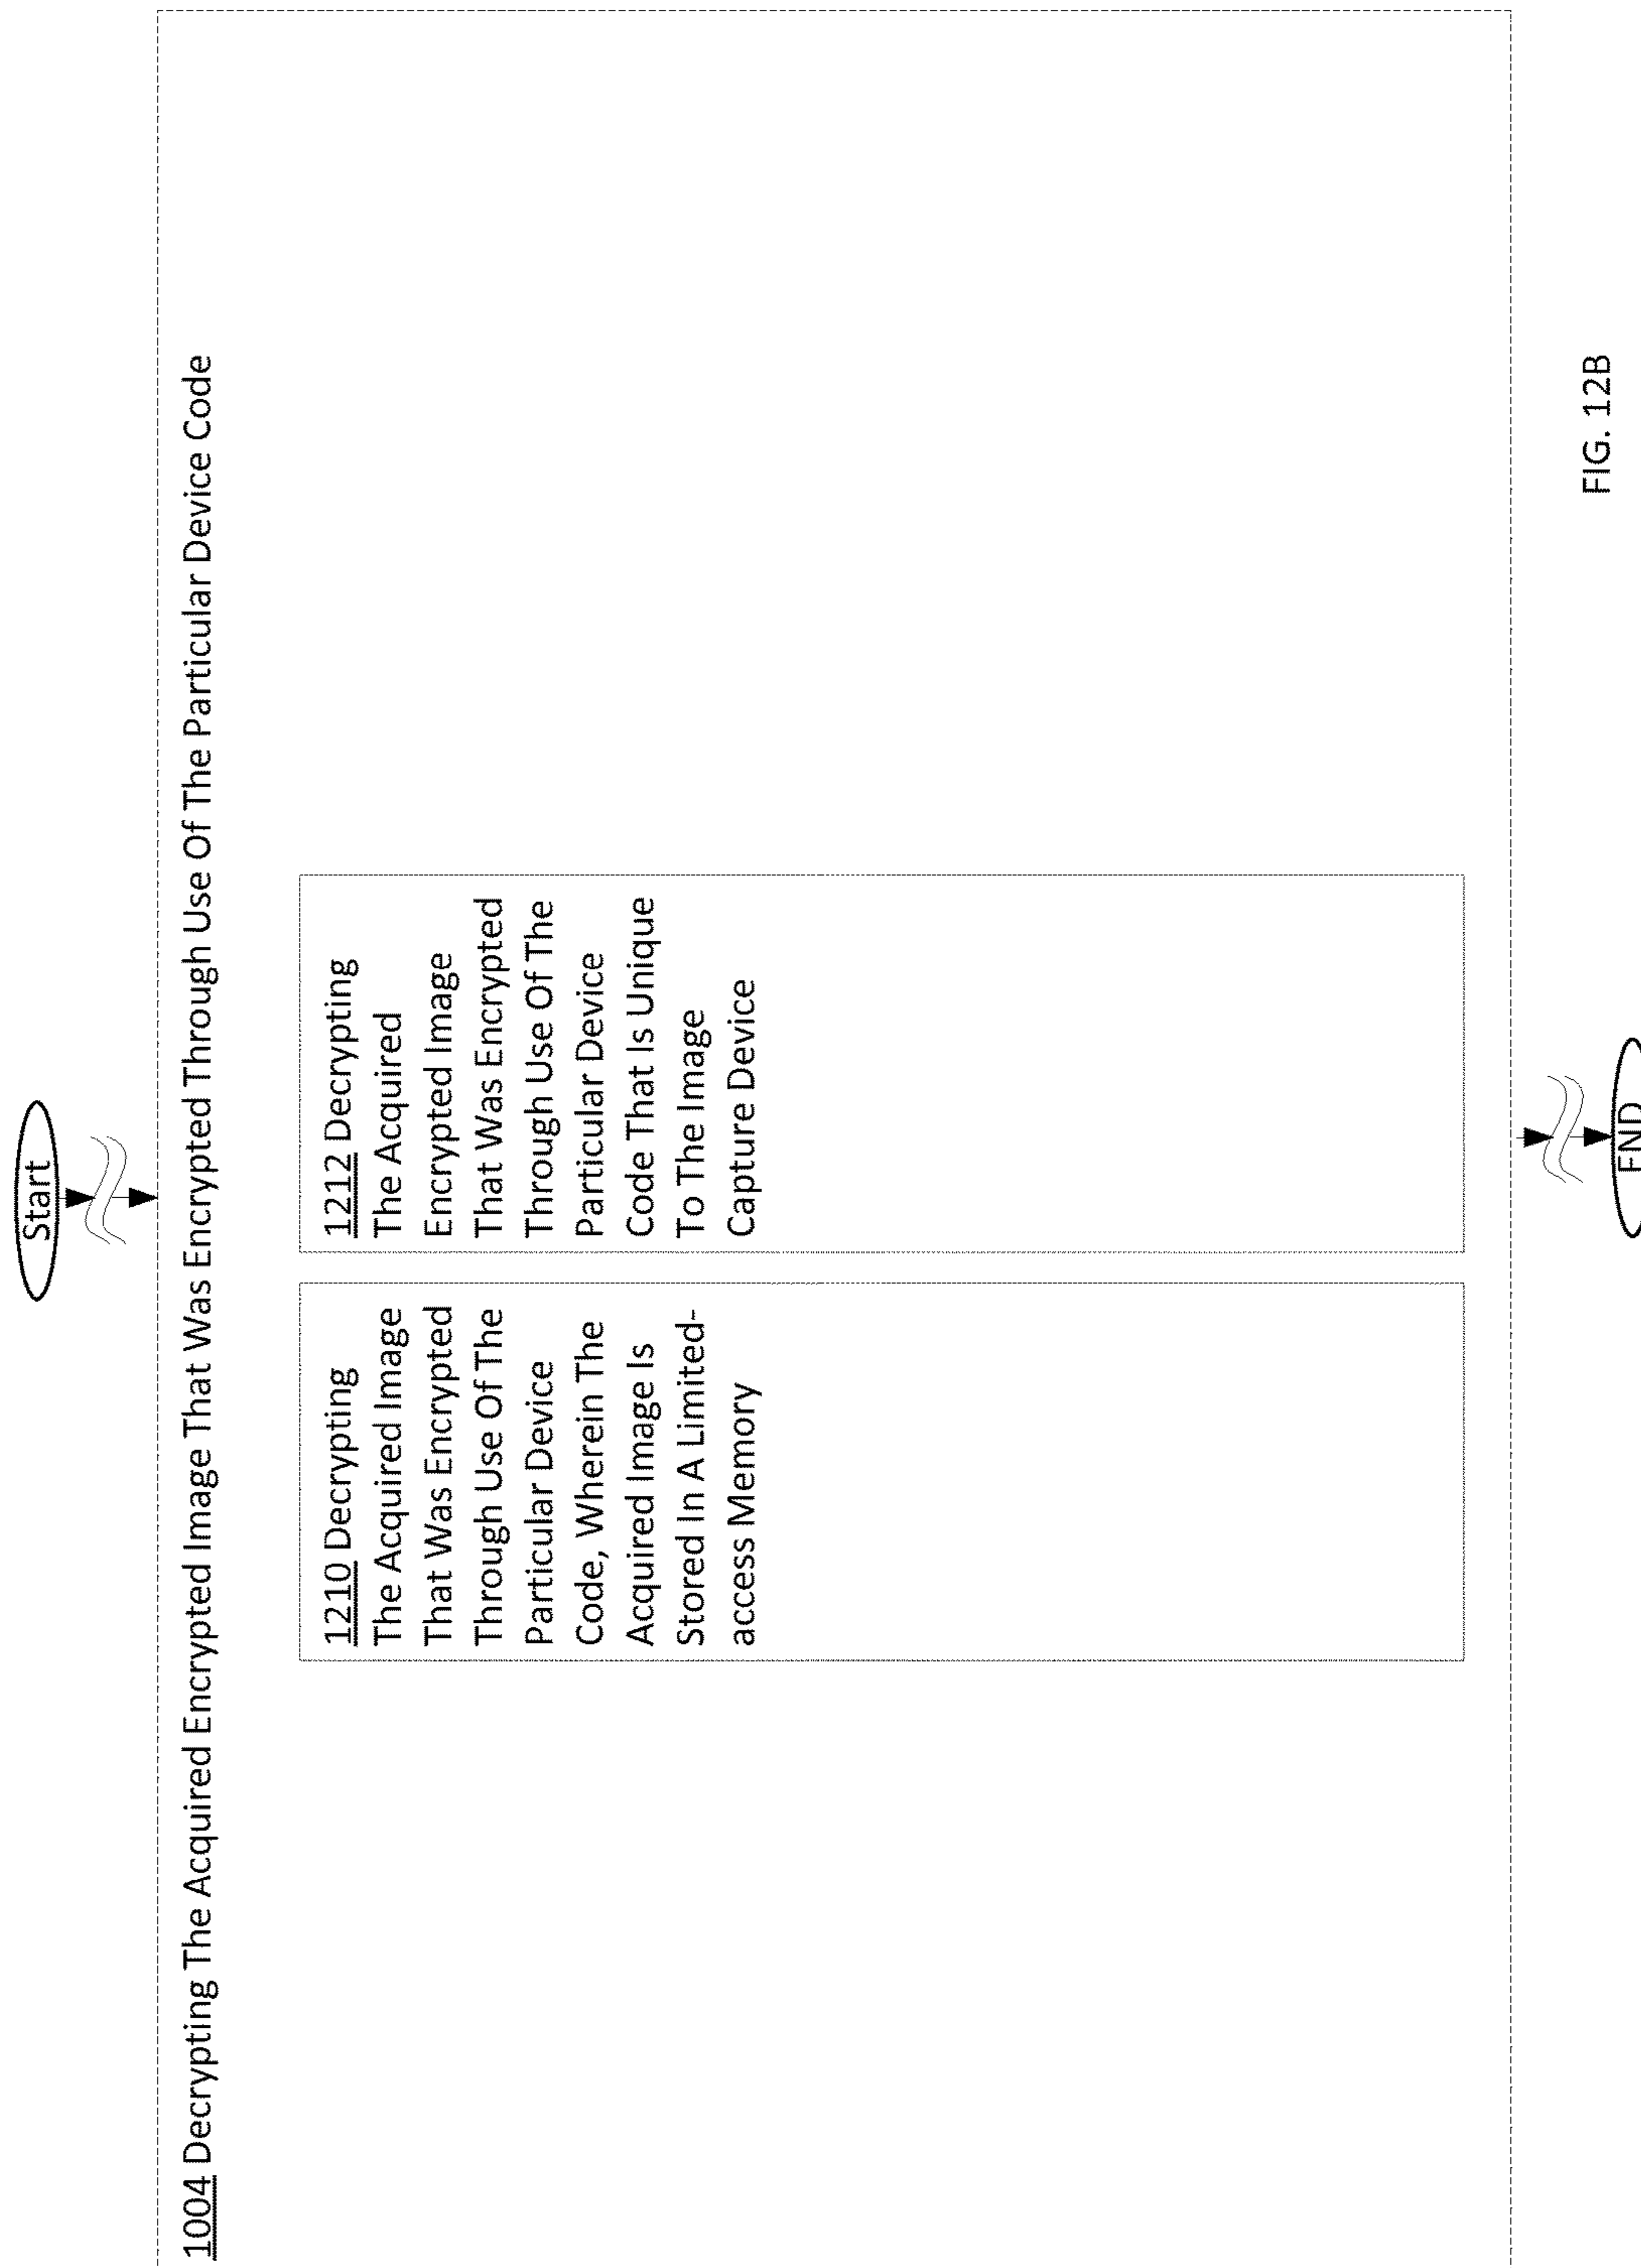 Start
1004 Decrypting The Acquired Encrypted Image That Was Encrypted Through Use Of The Particular Device Code
1210 Decrypting
The Acquired Image
That Was Encrypted
Through Use Of The
Particular Device
Code, Wherein The
Acquired Image Is
Stored In A Limited-
access Memory
1212 Decrypting
The Acquired
Encrypted Image
That Was Encrypted
Through Use Of The
Particular Device
Code That Is Unique
To The Image
Capture Device
END
FIG. 12B